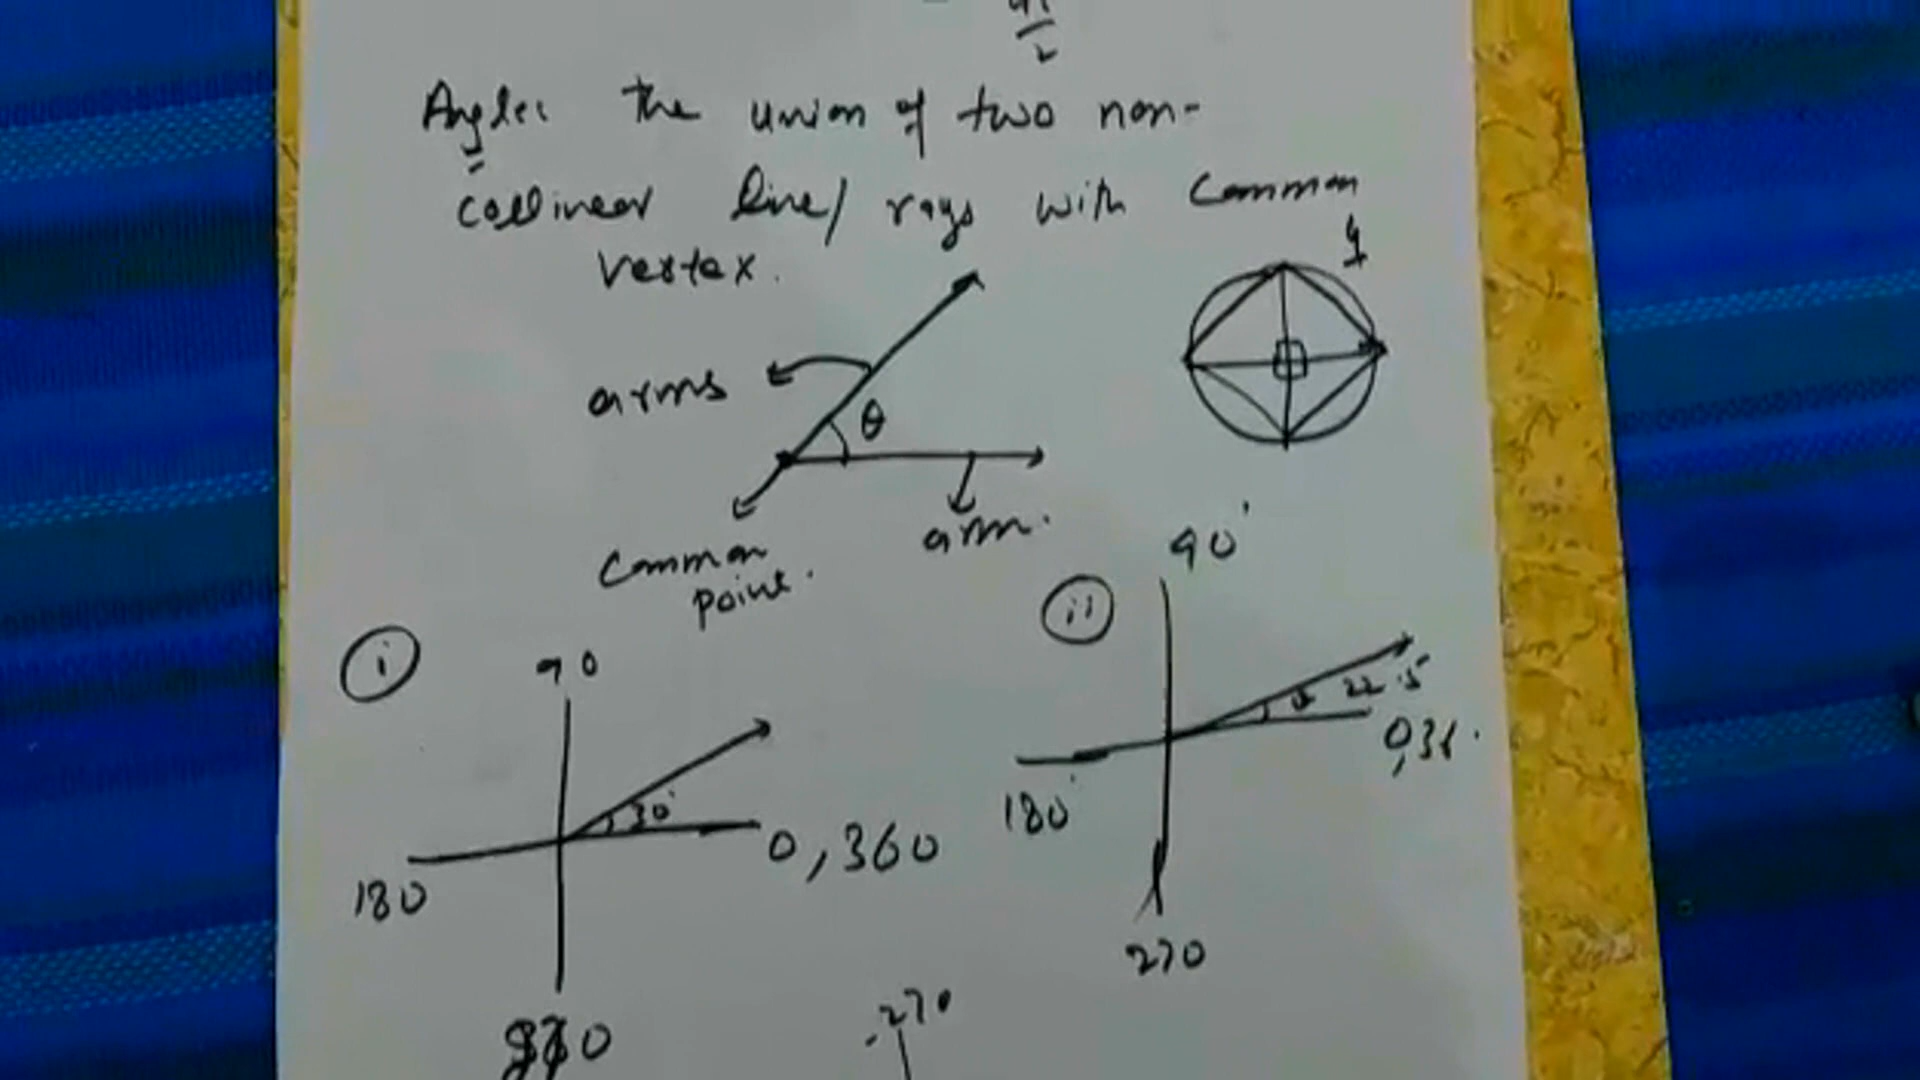 2
Angle: The union of two non-
collinear line/ rays with common
vertex.
arms
θ
arm.
common
point.
i
90
30°
180
0, 360
ii
90°
22.5
180°
0, 36.
270
-270